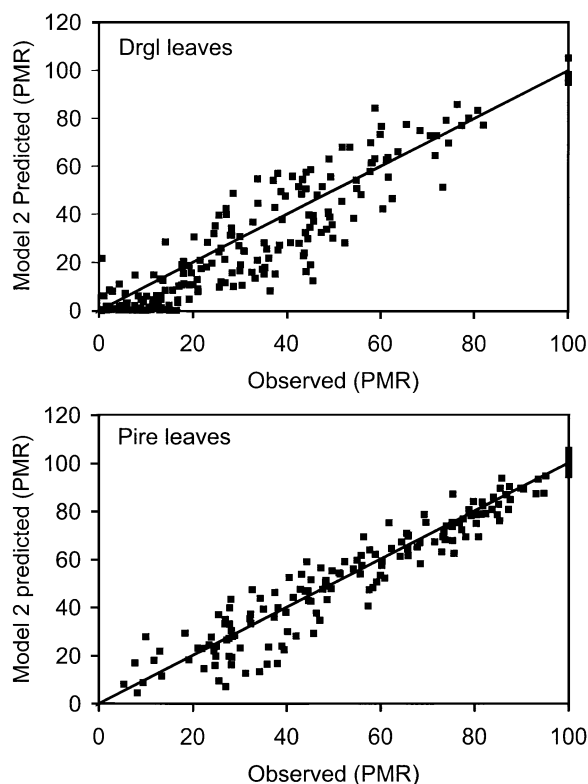 120
Drgl leaves
100
80
60
40
20
0
Model 2 Predicted (PMR)
0 20 40 60 80 100
Observed (PMR)
120
Pire leaves
100
80
60
40
20
0
Model 2 predicted (PMR)
0 20 40 60 80 100
Observed (PMR)